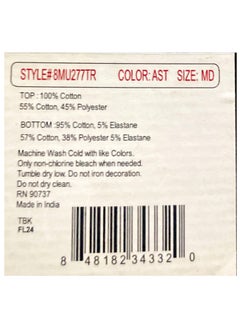 STYLE# 8MU277TR COLOR: AST SIZE: MD
TOP : 100% Cotton
55% Cotton, 45% Polyester
BOTTOM :95% Cotton, 5% Elastane
57% Cotton, 38% Polyester 5% Elastane
Machine Wash Cold with like Colors.
Only non-chlorine bleach when needed.
Tumble dry low. Do not iron decoration.
Do not dry clean.
RN 90737
Made in India
TBK
FL24
8 48182 34332 0